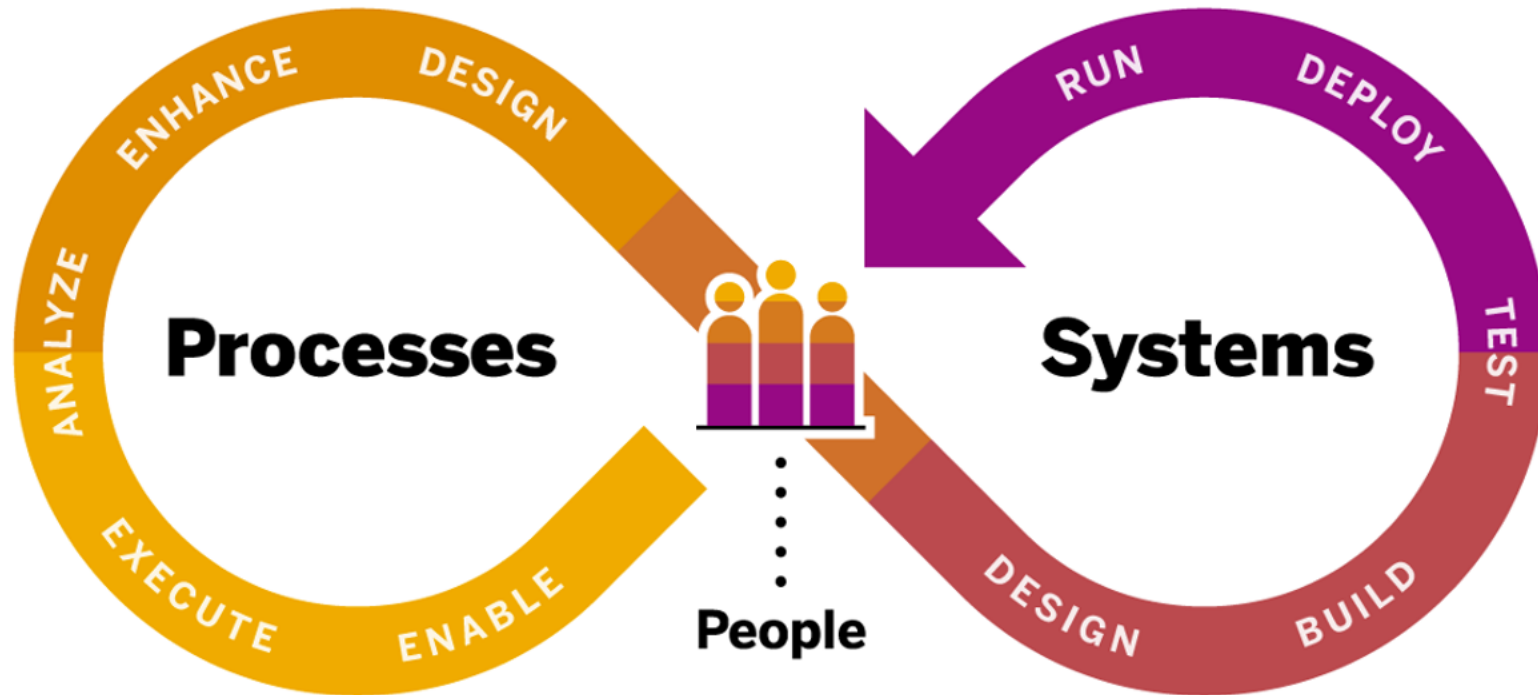 ENHANCE
DESIGN
ANALYZE
Processes
EXECUTE
ENABLE
People
RUN
DEPLOY
Systems
TEST
DESIGN
BUILD